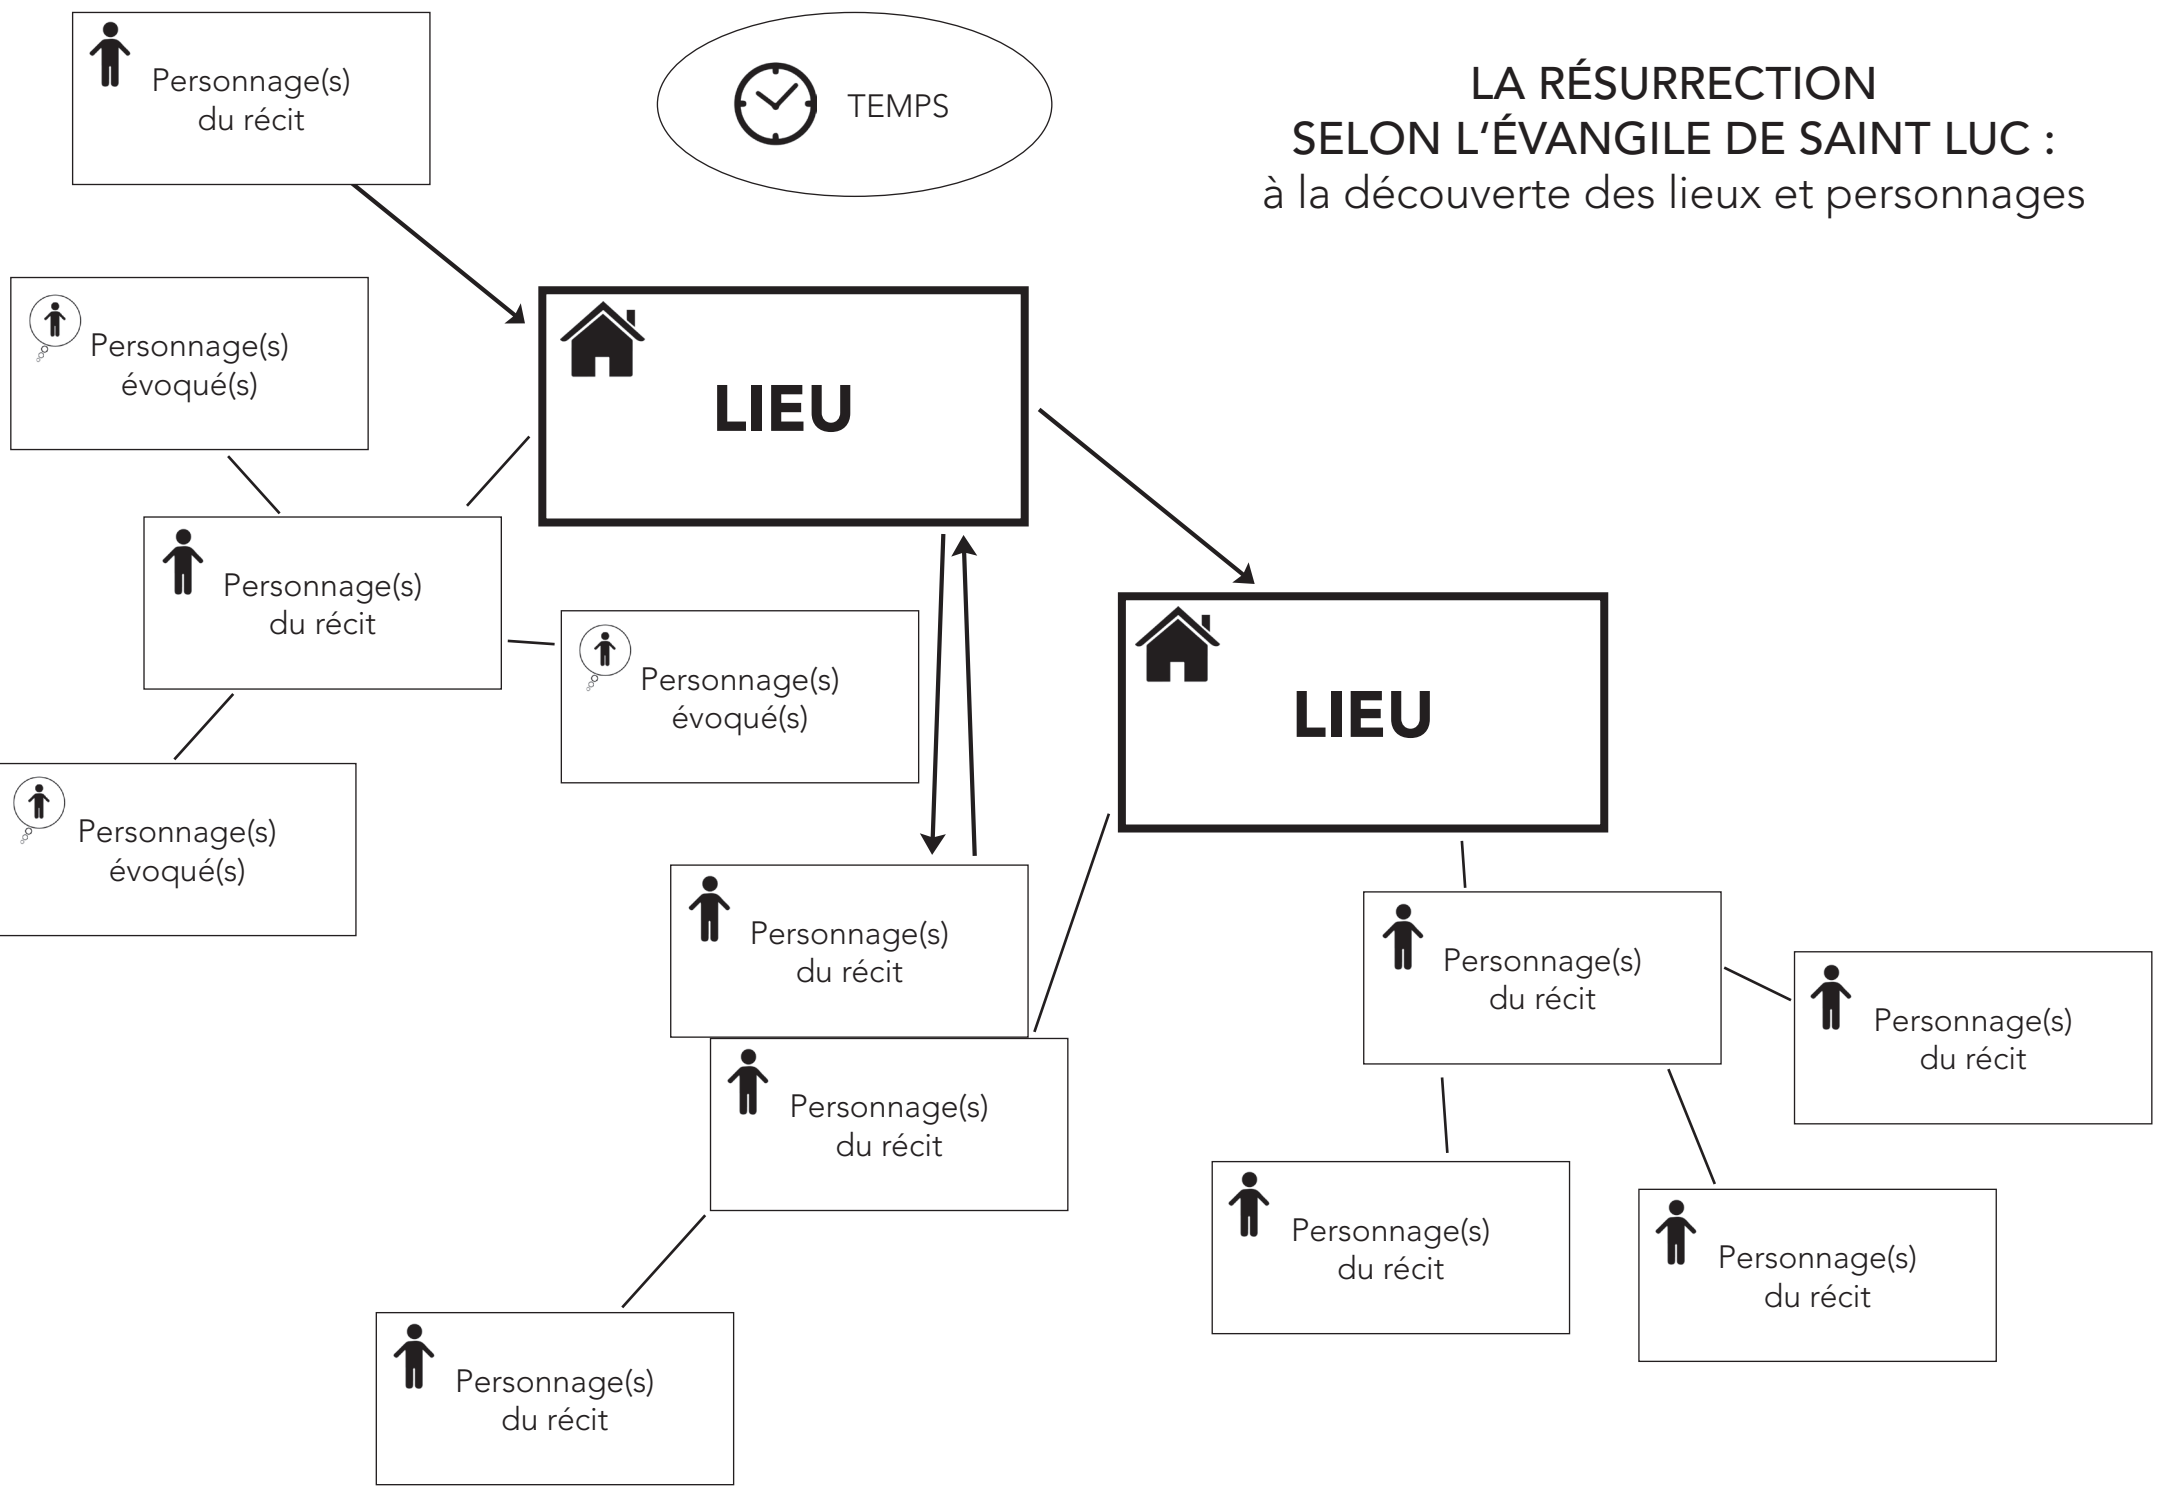 Personnage(s)
du récit
TEMPS
LA RÉSURRECTION
SELON L‘ÉVANGILE DE SAINT LUC :
à la découverte des lieux et personnages
Personnage(s)
évoqué(s)
LIEU
Personnage(s)
du récit
Personnage(s)
évoqué(s)
LIEU
Personnage(s)
évoqué(s)
Personnage(s)
du récit
Personnage(s)
du récit
Personnage(s)
du récit
Personnage(s)
du récit
Personnage(s)
du récit
Personnage(s)
du récit
Personnage(s)
du récit